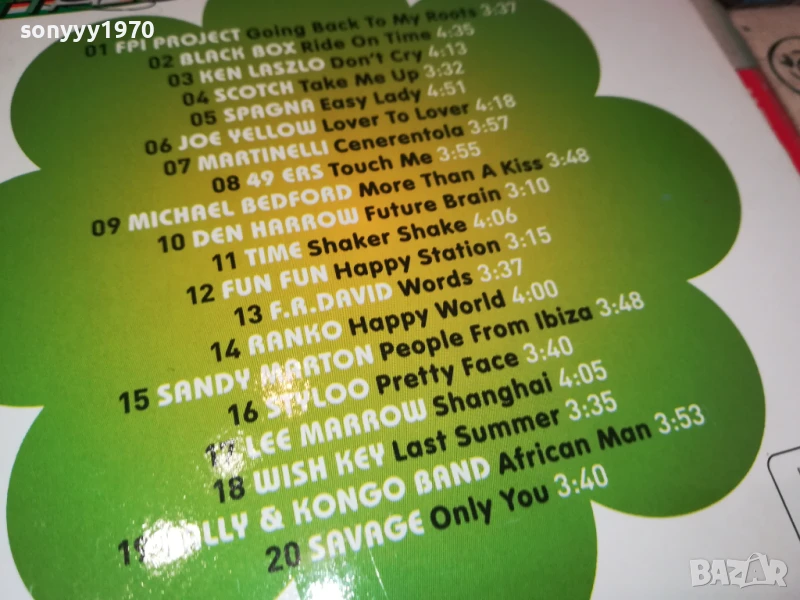 sonyyy1970
01 FPI PROJECT Going Back To My Roots 3:37
02 BLACK BOX Ride On Time 4:35
03 KEN LASZLO Don't Cry 4:13
04 SCOTCH Take Me Up 3:32
05 SPAGNA Easy Lady 4:51
06 JOE YELLOW Lover To Lover 4:18
07 MARTINELLI Cenerentola 3:57
08 49 ERS Touch Me 3:55
09 MICHAEL BEDFORD More Than A Kiss 3:48
10 DEN HARROW Future Brain 3:10
11 TIME Shaker Shake 4:06
12 FUN FUN Happy Station 3:15
13 F.R.DAVID Words 3:37
14 RANKO Happy World 4:00
15 SANDY MARTON People From Ibiza 3:48
16 STYLOO Pretty Face 3:40
17 LEE MARROW Shanghai 4:05
18 WISH KEY Last Summer 3:35
19 & KONGO BAND African Man 3:53
20 SAVAGE Only You 3:40
BAZAR